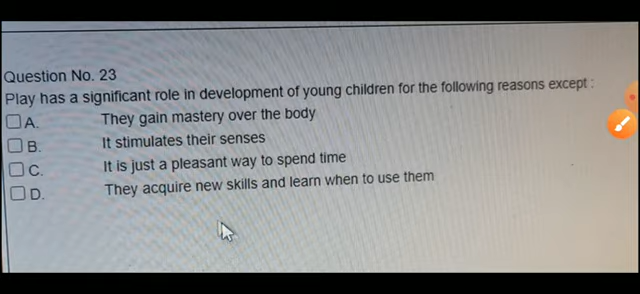 Question No. 23
Play has a significant role in development of young children for the following reasons except :
A. They gain mastery over the body
B. It stimulates their senses
C. It is just a pleasant way to spend time
D. They acquire new skills and learn when to use them